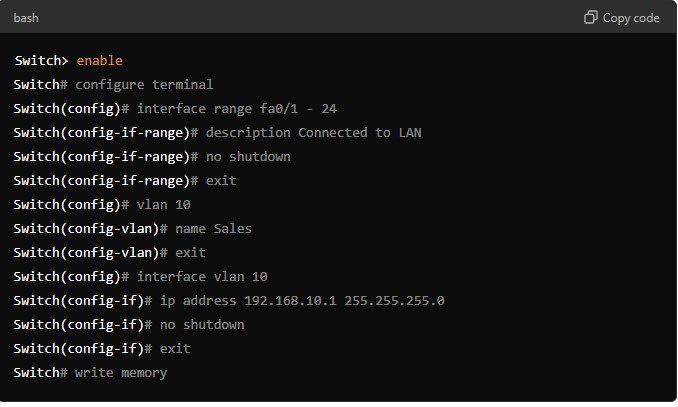 bash Copy code
Switch> enable
Switch# configure terminal
Switch(config)# interface range fa0/1 - 24
Switch(config-if-range)# description Connected to LAN
Switch(config-if-range)# no shutdown
Switch(config-if-range)# exit
Switch(config)# vlan 10
Switch(config-vlan)# name Sales
Switch(config-vlan)# exit
Switch(config)# interface vlan 10
Switch(config-if)# ip address 192.168.10.1 255.255.255.0
Switch(config-if)# no shutdown
Switch(config-if)# exit
Switch# write memory